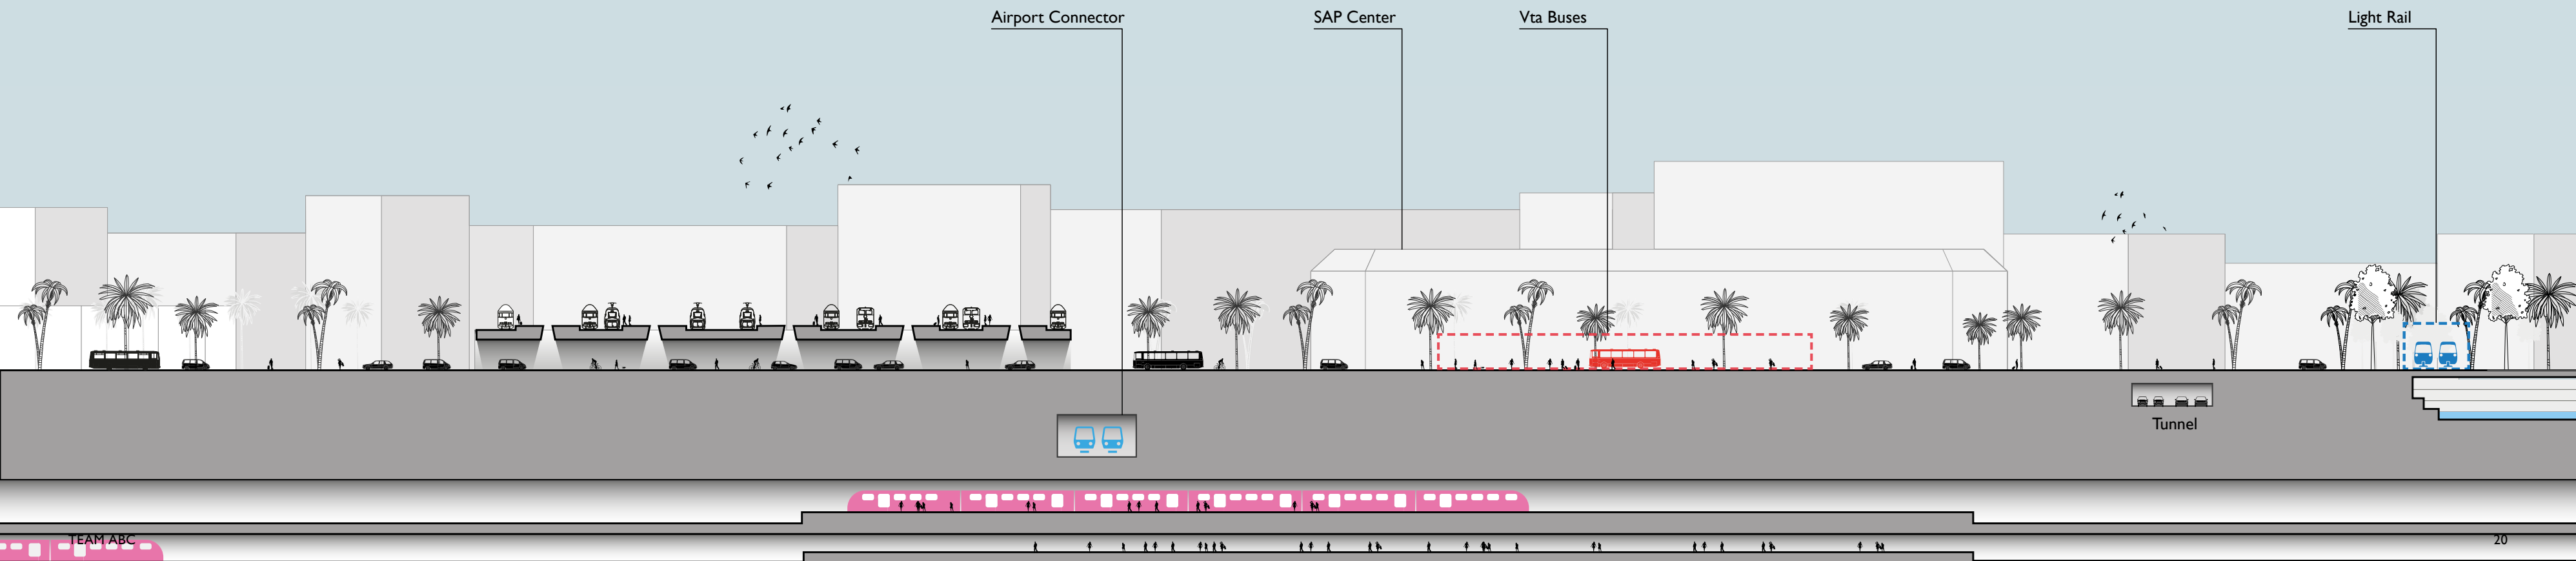 Airport Connector
SAP Center
Vta Buses
Light Rail
Tunnel
TEAM ABC
20